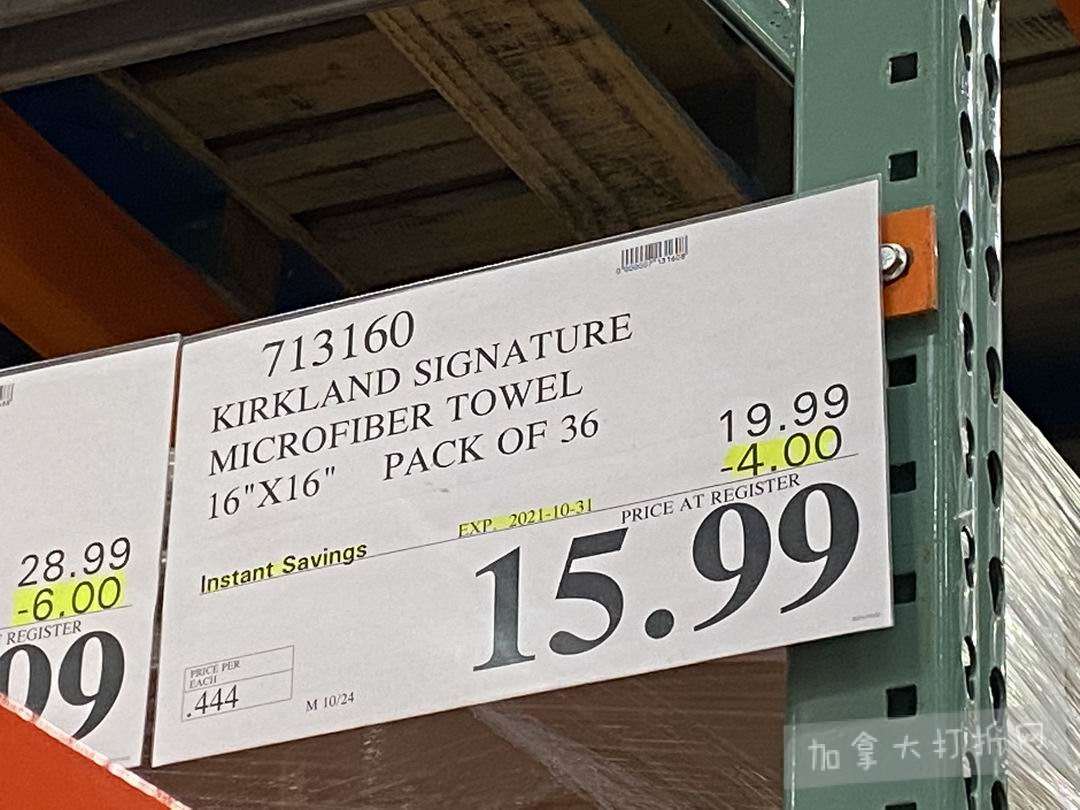 713160
KIRKLAND SIGNATURE
MICROFIBER TOWEL
16"X16" PACK OF 36
19.99
-4.00
EXP. 2021-10-31 PRICE AT REGISTER
Instant Savings
15.99
PRICE PER
EACH
.444
M 10/24
28.99
-6.00
REGISTER
99
加拿大打折网